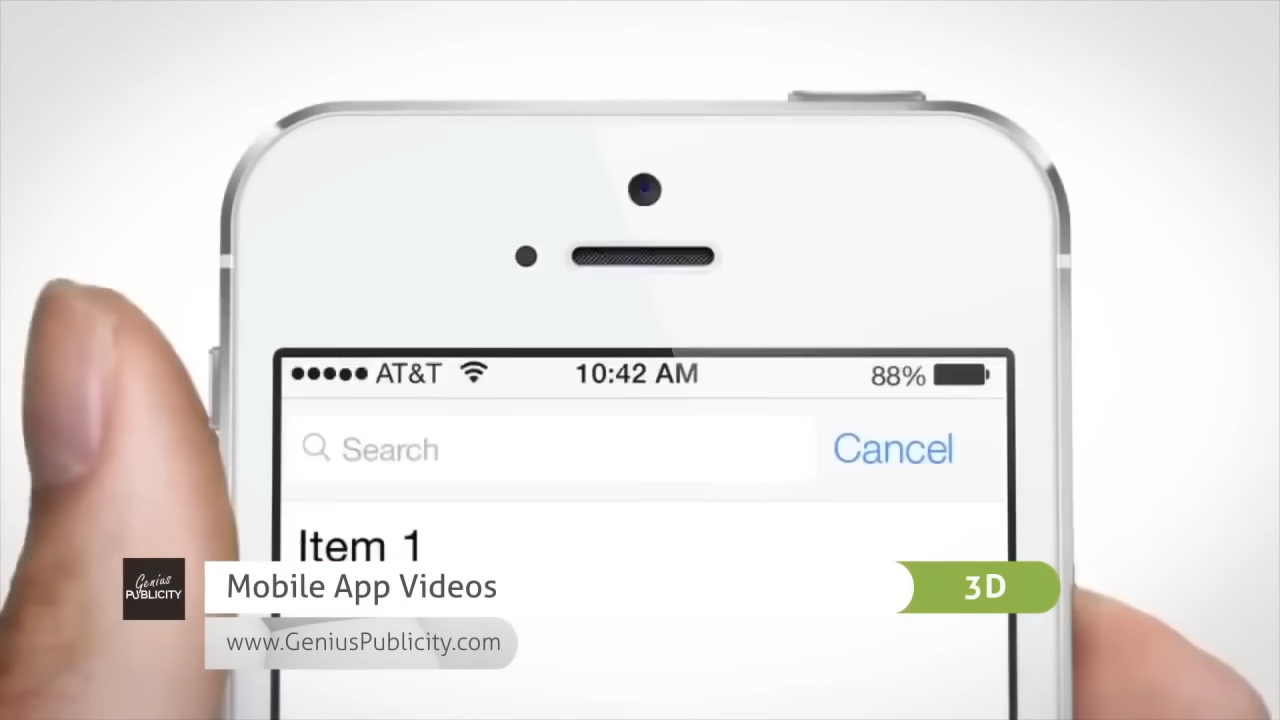 ●●●●● AT&T 10:42 AM 88%
Search Cancel
Item 1
Genius
PUBLICITY
Mobile App Videos 3D
www.GeniusPublicity.com